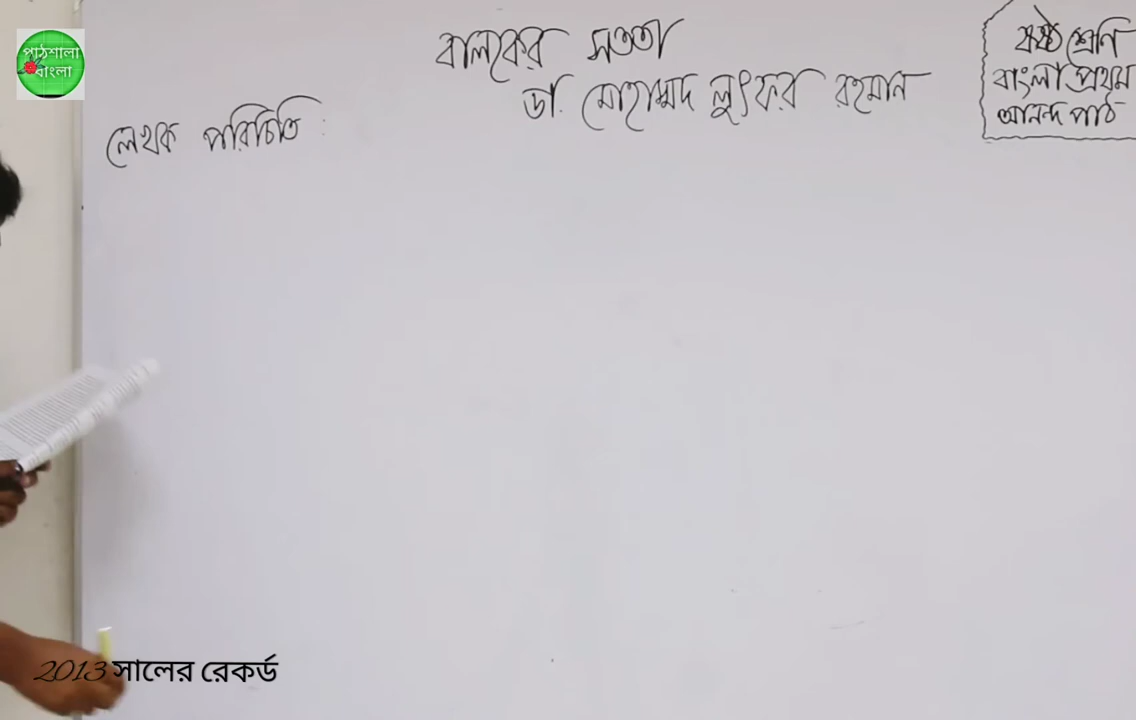 পাঠশালা
বাংলা
বালকের সততা
ডা. মোহাম্মদ লুৎফর রহমান
ষষ্ঠ শ্রেণি
বাংলা প্রথম
আনন্দ পাঠ
লেখক পরিচিতি :
2013 সালের রেকর্ড